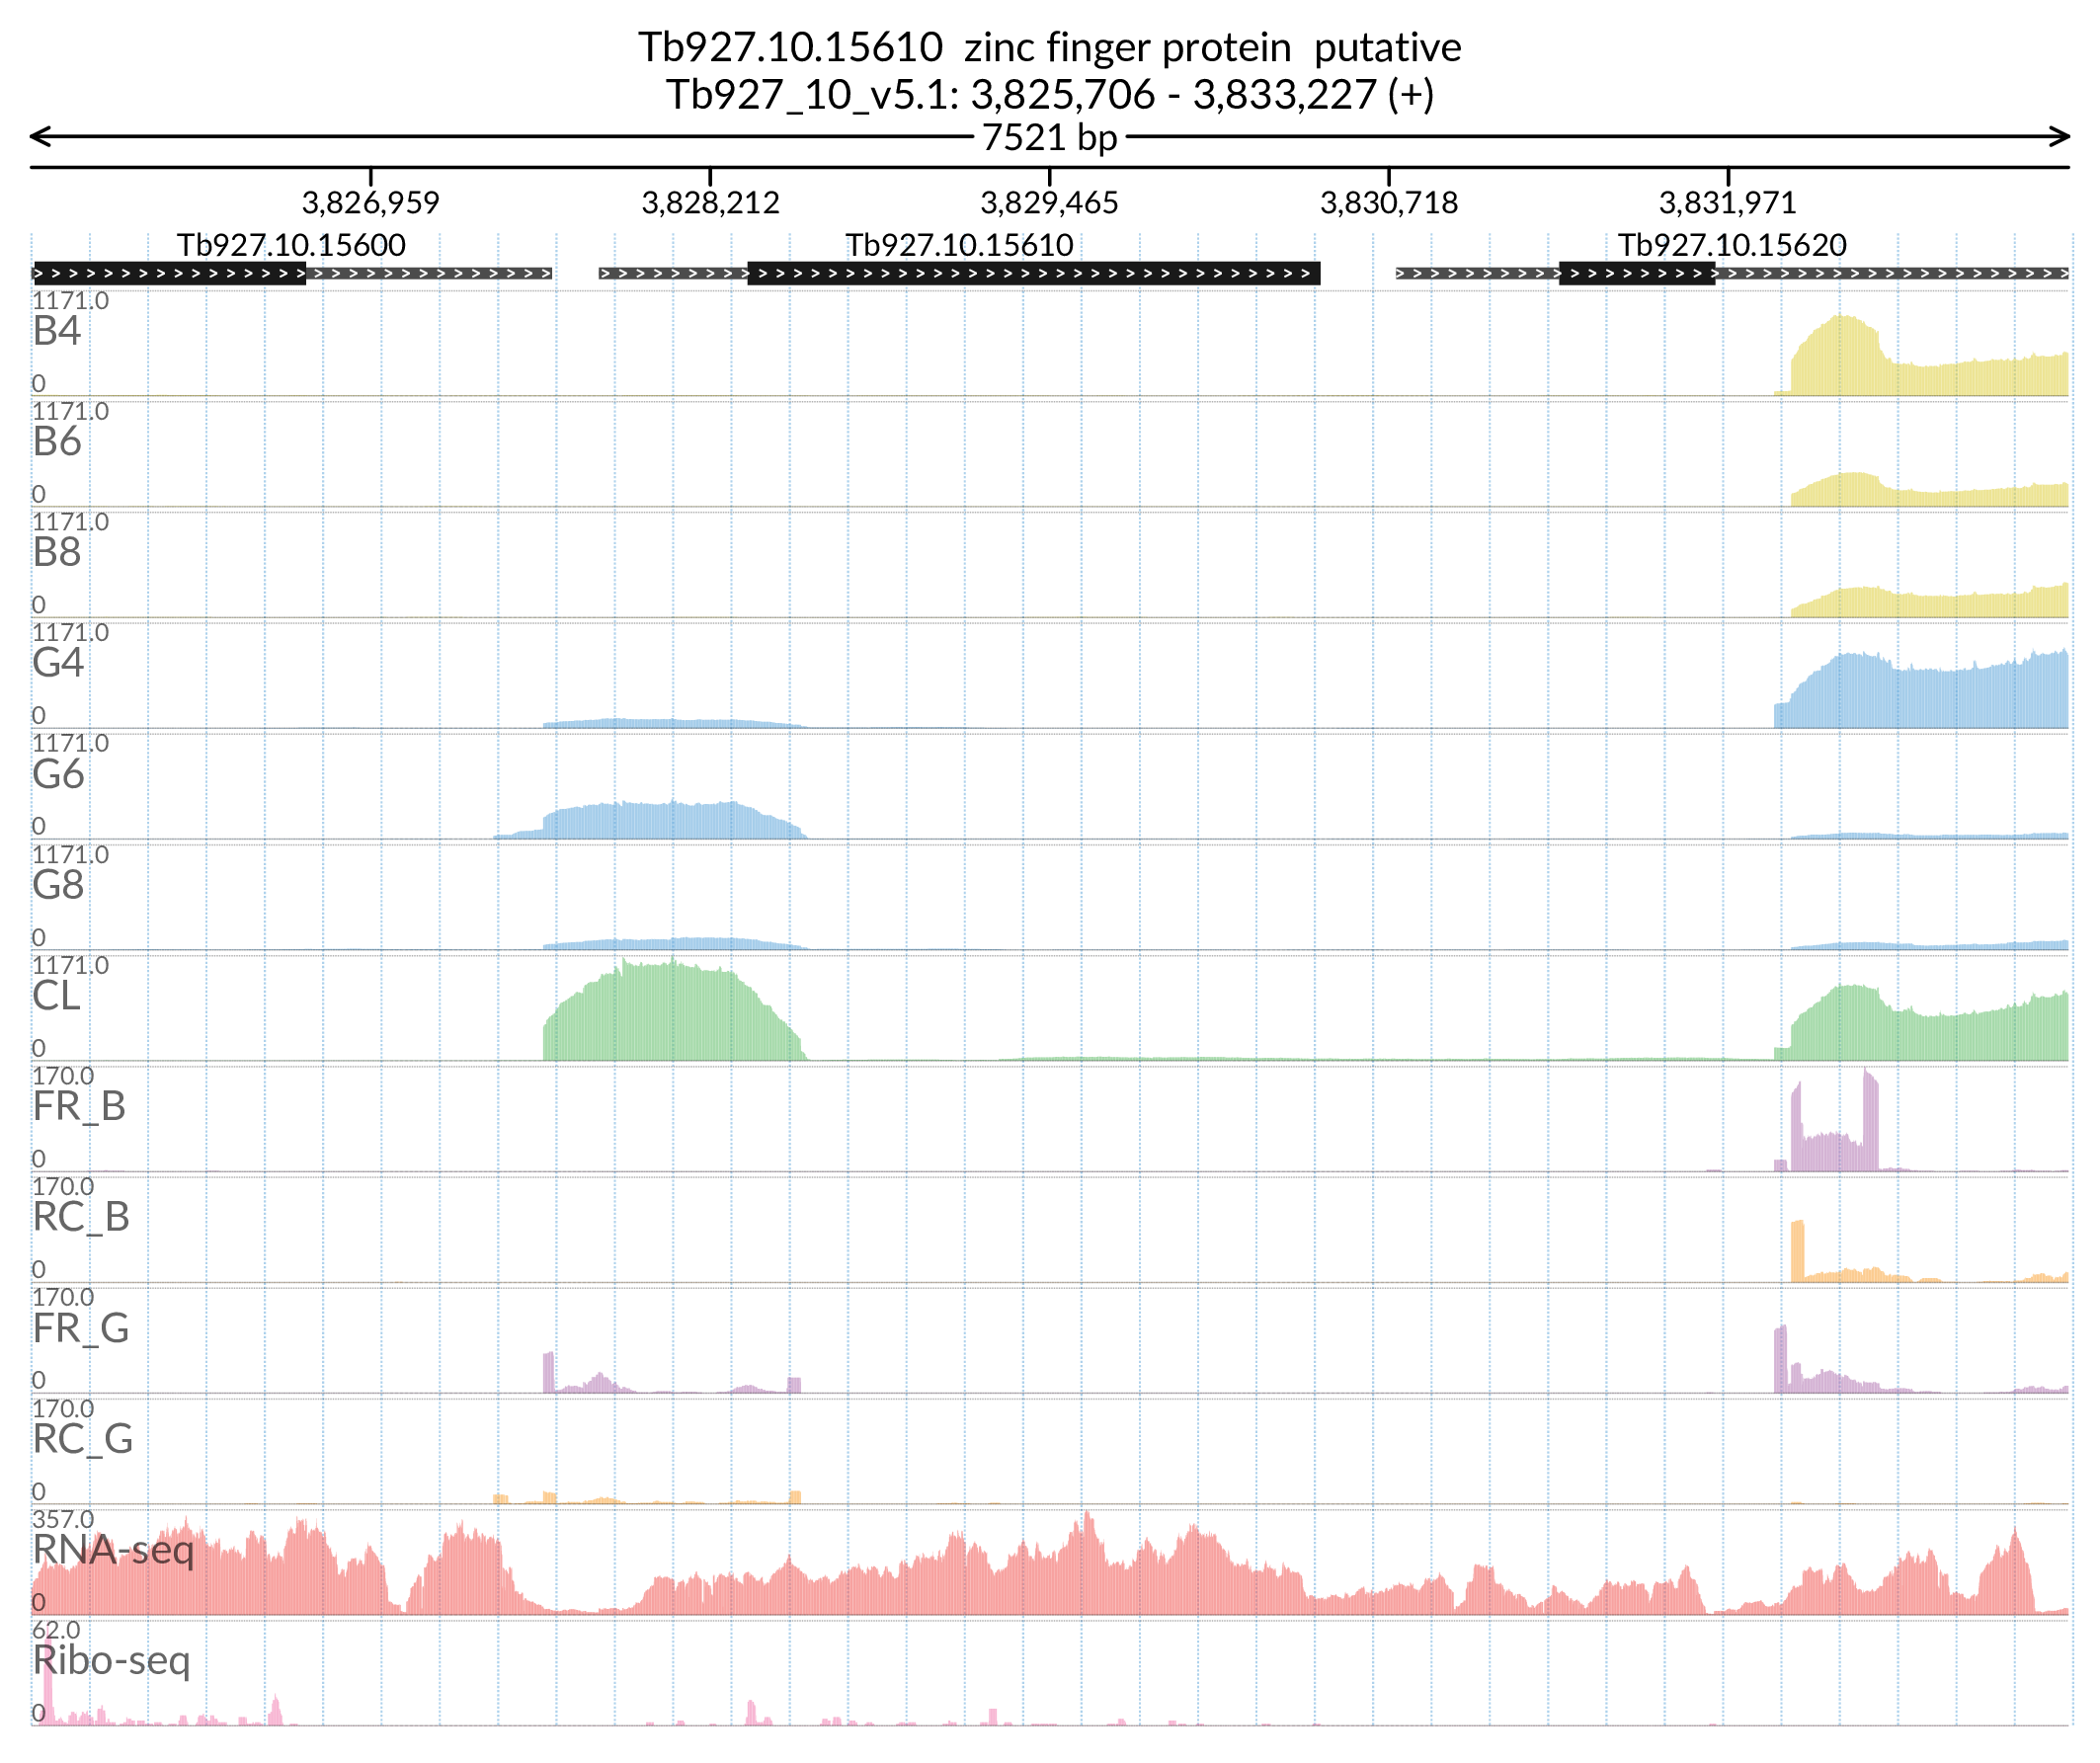 Tb927.10.15610  zinc finger protein  putative
Tb927_10_v5.1: 3,825,706 - 3,833,227 (+)
7521 bp
3,826,959 3,828,212 3,829,465 3,830,718 3,831,971
Tb927.10.15600 Tb927.10.15610 Tb927.10.15620
1171.0
B4
0
1171.0
B6
0
1171.0
B8
0
1171.0
G4
0
1171.0
G6
0
1171.0
G8
0
1171.0
CL
0
170.0
FR_B
0
170.0
RC_B
0
170.0
FR_G
0
170.0
RC_G
0
357.0
RNA-seq
0
62.0
Ribo-seq
0